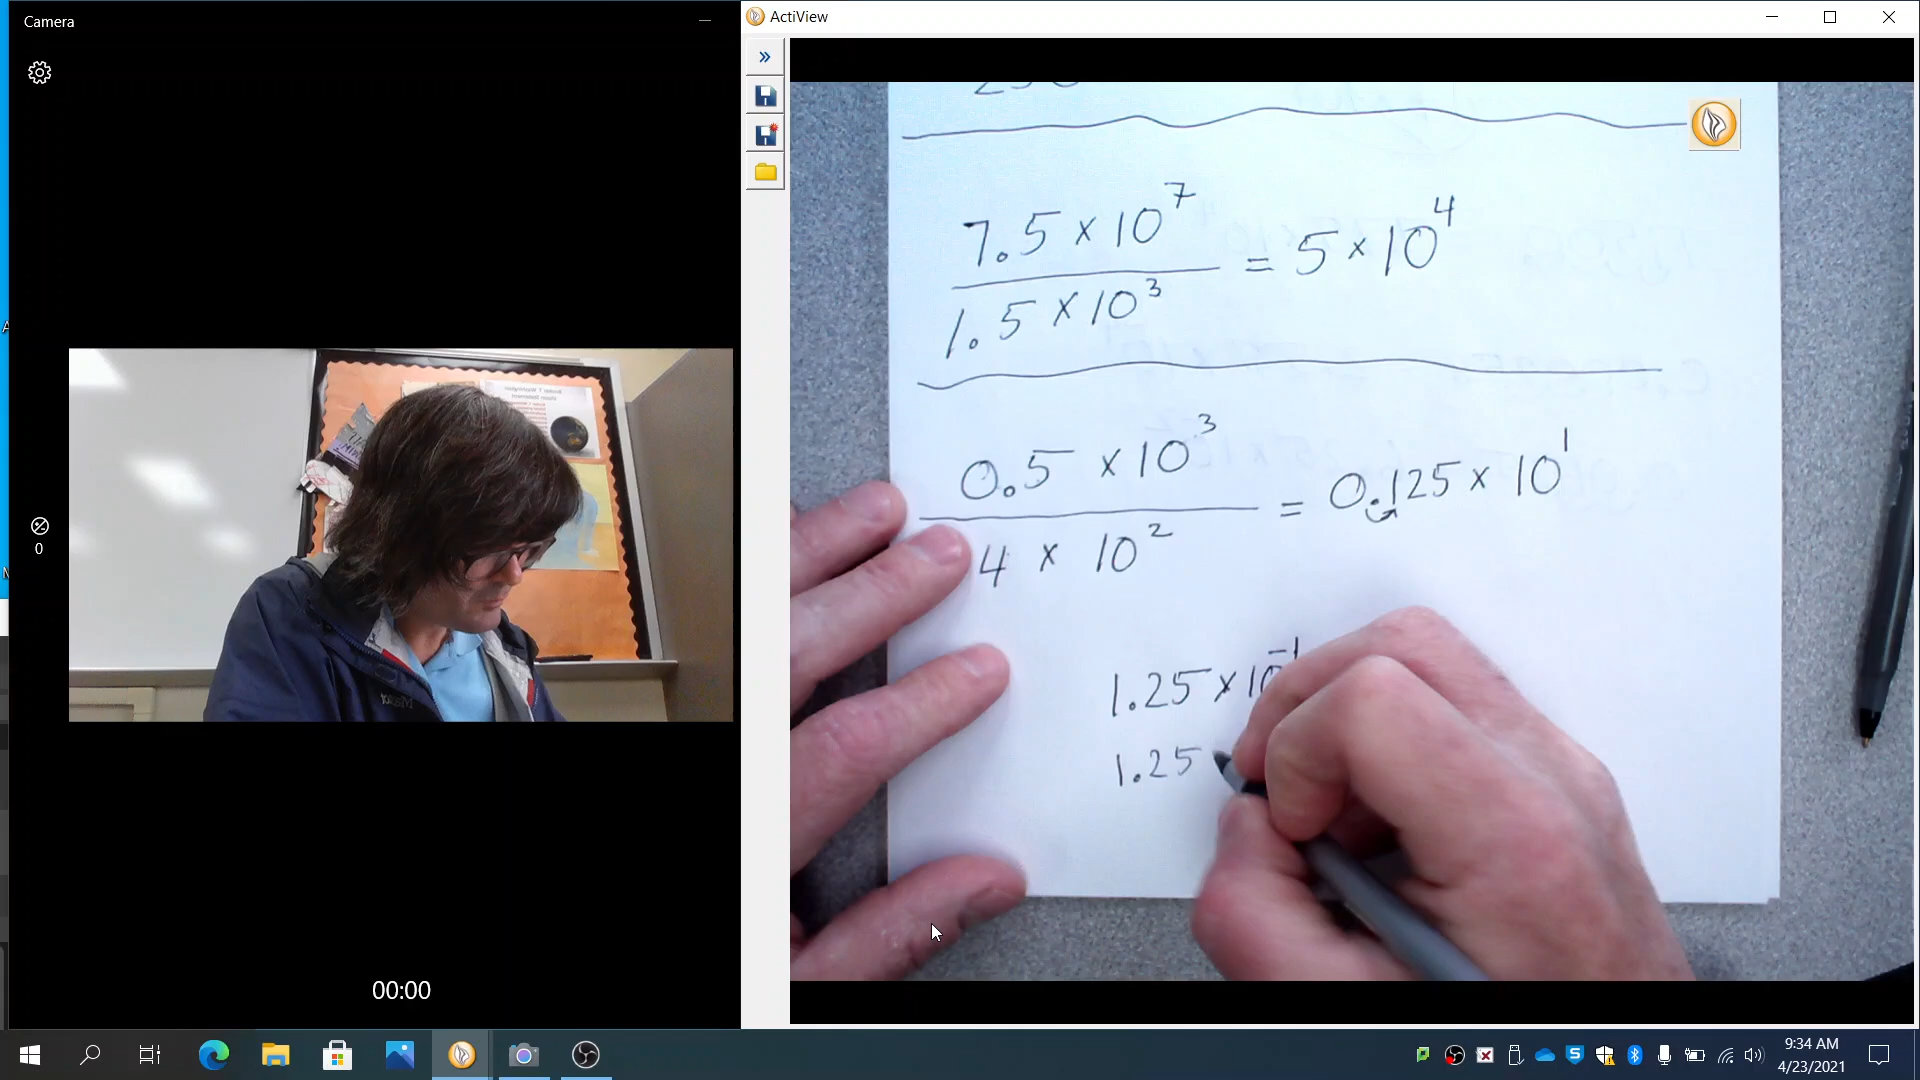 Camera
ActiView
7.5 × 10^7
1.5 × 10^3
= 5 × 10^4
0.5 × 10^3
4 × 10^2
= 0.125 × 10^1
1.25 × 10^-1
1.25
0
00:00
9:34 AM
4/23/2021